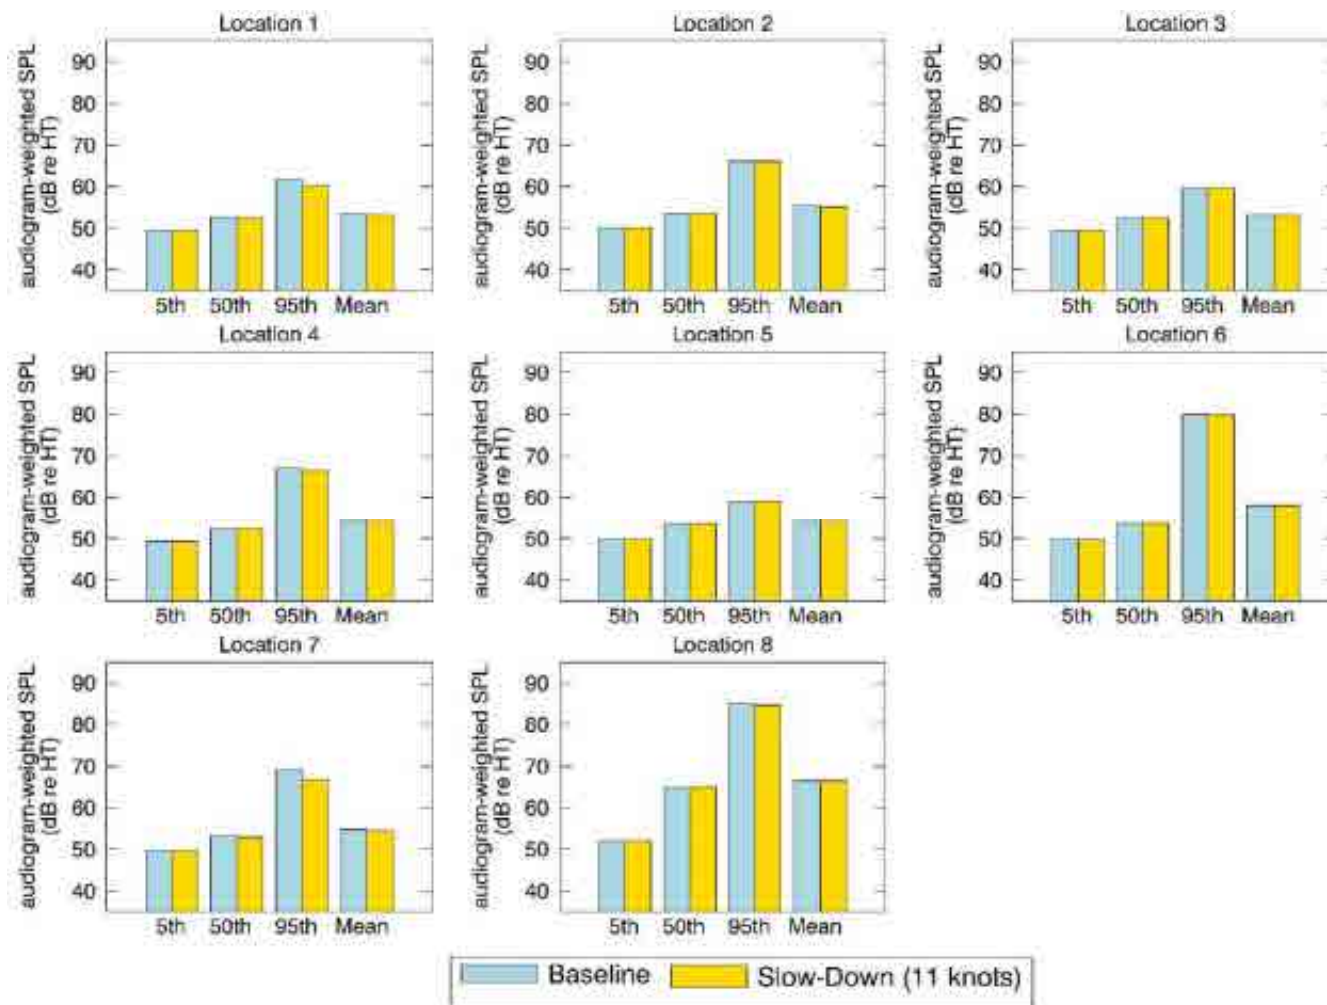 Location 1
audiogram-weighted SPL
(dB re HT)
90
80
70
60
50
40
5th 50th 95th Mean
Location 2
audiogram-weighted SPL
(dB re HT)
90
80
70
60
50
40
5th 50th 95th Mean
Location 3
audiogram-weighted SPL
(dB re HT)
90
80
70
60
50
40
5th 50th 95th Mean
Location 4
audiogram-weighted SPL
(dB re HT)
90
80
70
60
50
40
5th 50th 95th Mean
Location 5
audiogram-weighted SPL
(dB re HT)
90
80
70
60
50
40
5th 50th 95th Mean
Location 6
audiogram-weighted SPL
(dB re HT)
90
80
70
60
50
40
5th 50th 95th Mean
Location 7
audiogram-weighted SPL
(dB re HT)
90
80
70
60
50
40
5th 50th 95th Mean
Location 8
audiogram-weighted SPL
(dB re HT)
90
80
70
60
50
40
5th 50th 95th Mean
Baseline Slow-Down (11 knots)